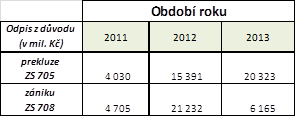 Období roku
Odpis z důvodu
(v mil. Kč)
2011 2012 2013
prekluze
ZS 705
4 030 15 391 20 323
zániku
ZS 708
4 705 21 232 6 165